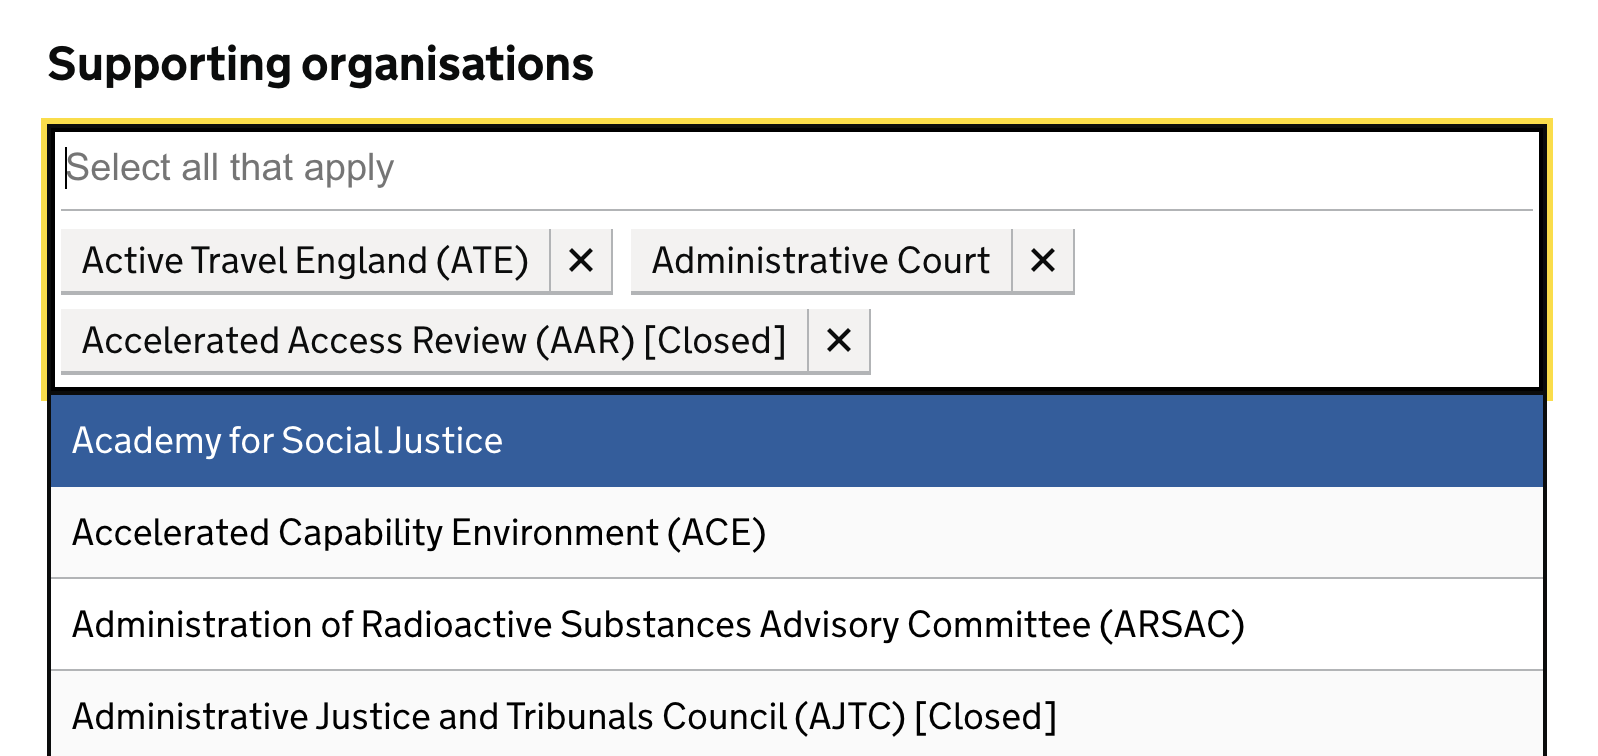 Supporting organisations
Select all that apply
Active Travel England (ATE) ✕ Administrative Court ✕
Accelerated Access Review (AAR) [Closed] ✕
Academy for Social Justice
Accelerated Capability Environment (ACE)
Administration of Radioactive Substances Advisory Committee (ARSAC)
Administrative Justice and Tribunals Council (AJTC) [Closed]